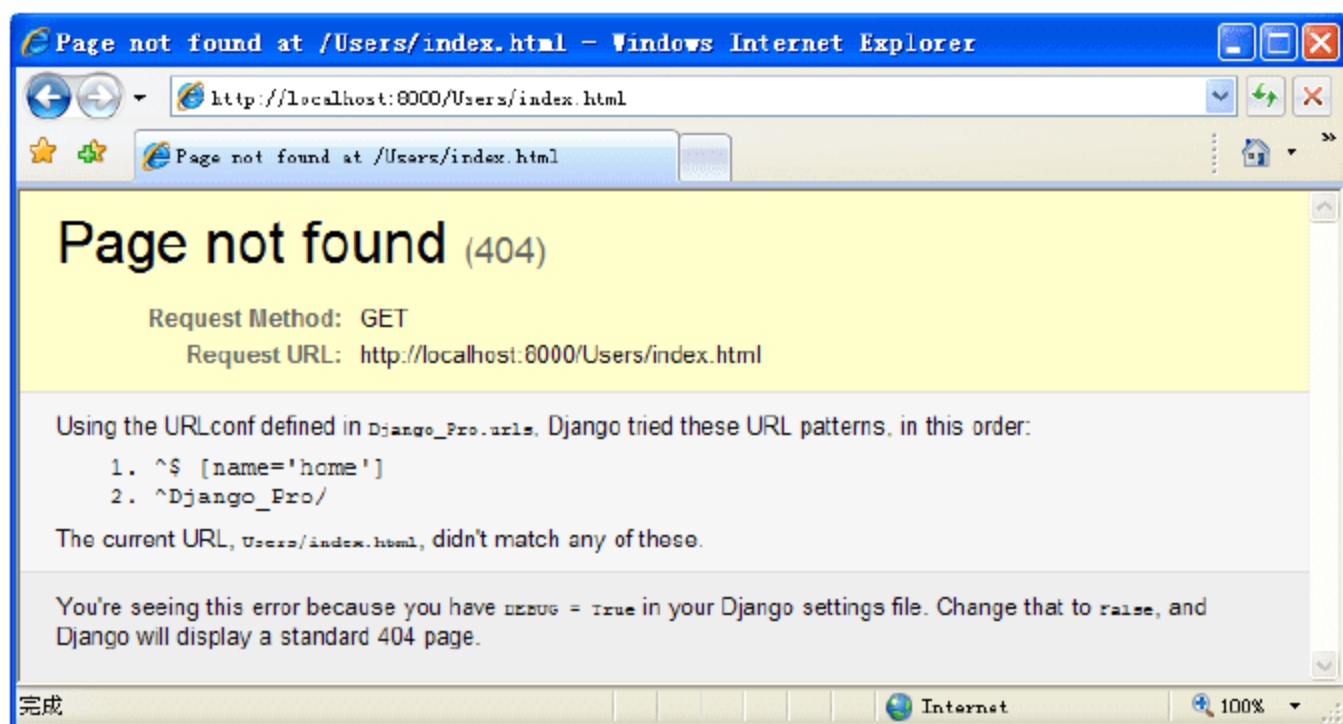 Page not found at /Users/index.html - Windows Internet Explorer
http://localhost:8000/Users/index.html
Page not found at /Users/index.html
Page not found (404)
Request Method: GET
Request URL: http://localhost:8000/Users/index.html
Using the URLconf defined in Django_Pro.urls, Django tried these URL patterns, in this order:
1. ^$ [name='home']
2. ^Django_Pro/
The current URL, Users/index.html, didn't match any of these.
You're seeing this error because you have DEBUG = True in your Django settings file. Change that to False, and
Django will display a standard 404 page.
完成 Internet 100%